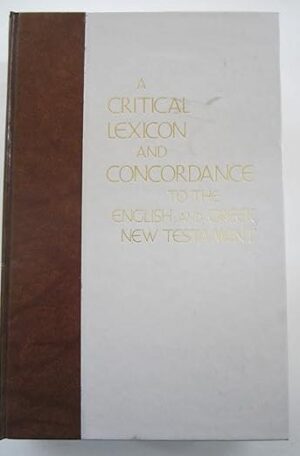 A
CRITICAL
LEXICON
AND
CONCORDANCE
TO THE
ENGLISH AND GREEK
NEW TESTAMENT